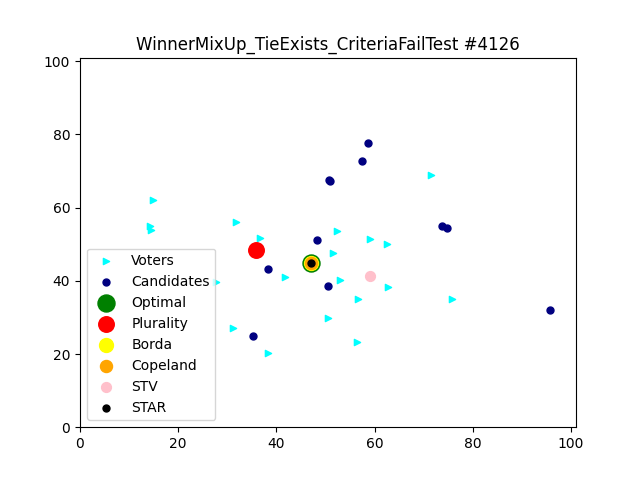 WinnerMixUp_TieExists_CriteriaFailTest #4126
100
80
60
40
20
0
Voters
Candidates
Optimal
Plurality
Borda
Copeland
STV
STAR
0 20 40 60 80 100